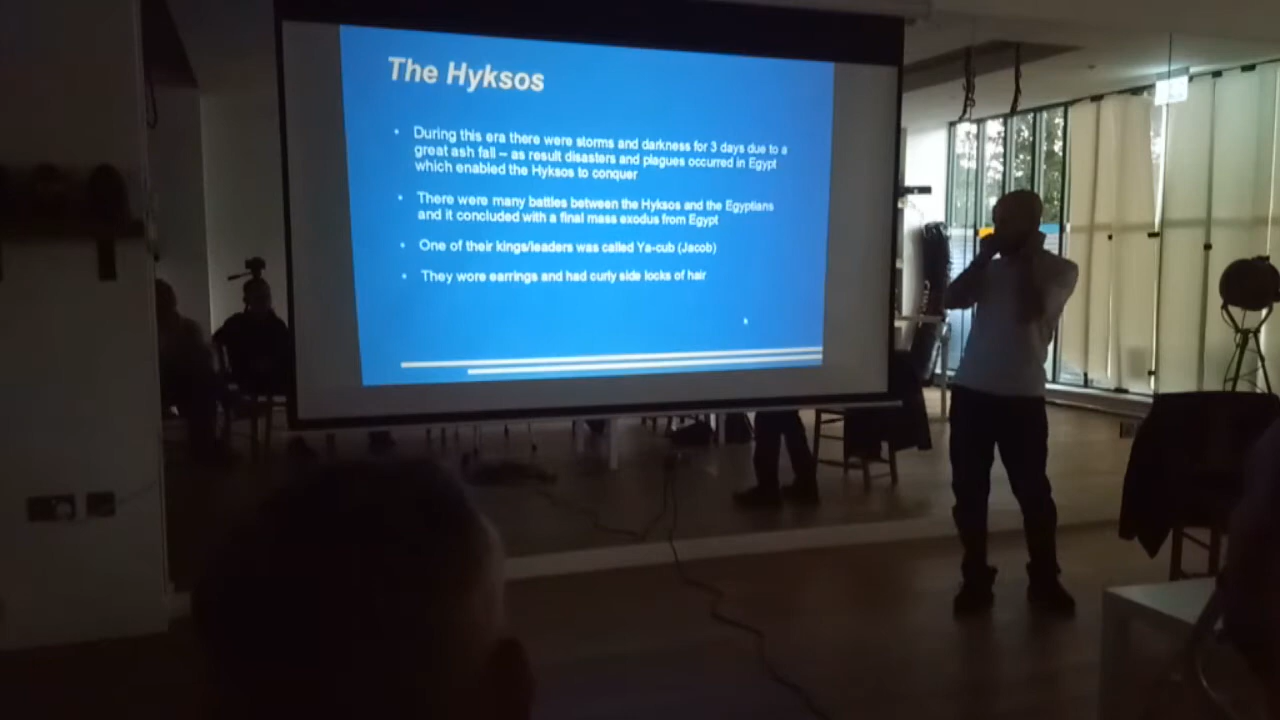 The Hyksos
• During this era there were storms and darkness for 3 days due to a
great ash fall – as result disasters and plagues occurred in Egypt
which enabled the Hyksos to conquer
• There were many battles between the Hyksos and the Egyptians
and it concluded with a final mass exodus from Egypt
• One of their kings/leaders was called Ya-cub (Jacob)
• They wore earrings and had curly side locks of hair